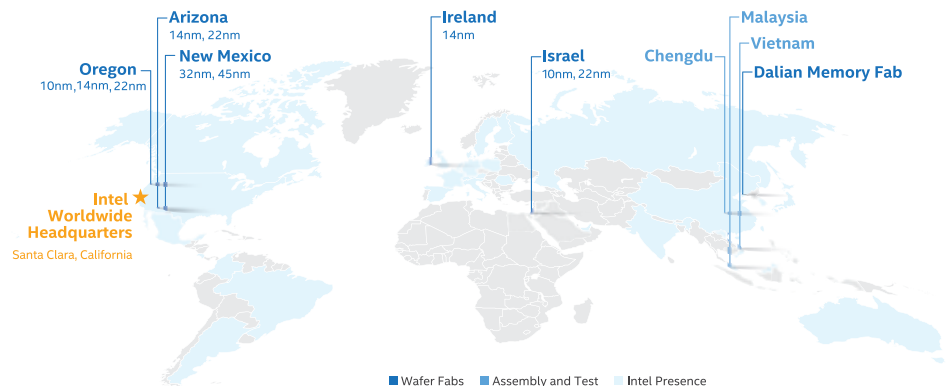 Arizona
14nm, 22nm
New Mexico
32nm, 45nm
Oregon
10nm,14nm, 22nm
Intel
Worldwide
Headquarters
Santa Clara, California
Ireland
14nm
Israel
10nm, 22nm
Malaysia
Vietnam
Chengdu
Dalian Memory Fab
Wafer Fabs
Assembly and Test
Intel Presence